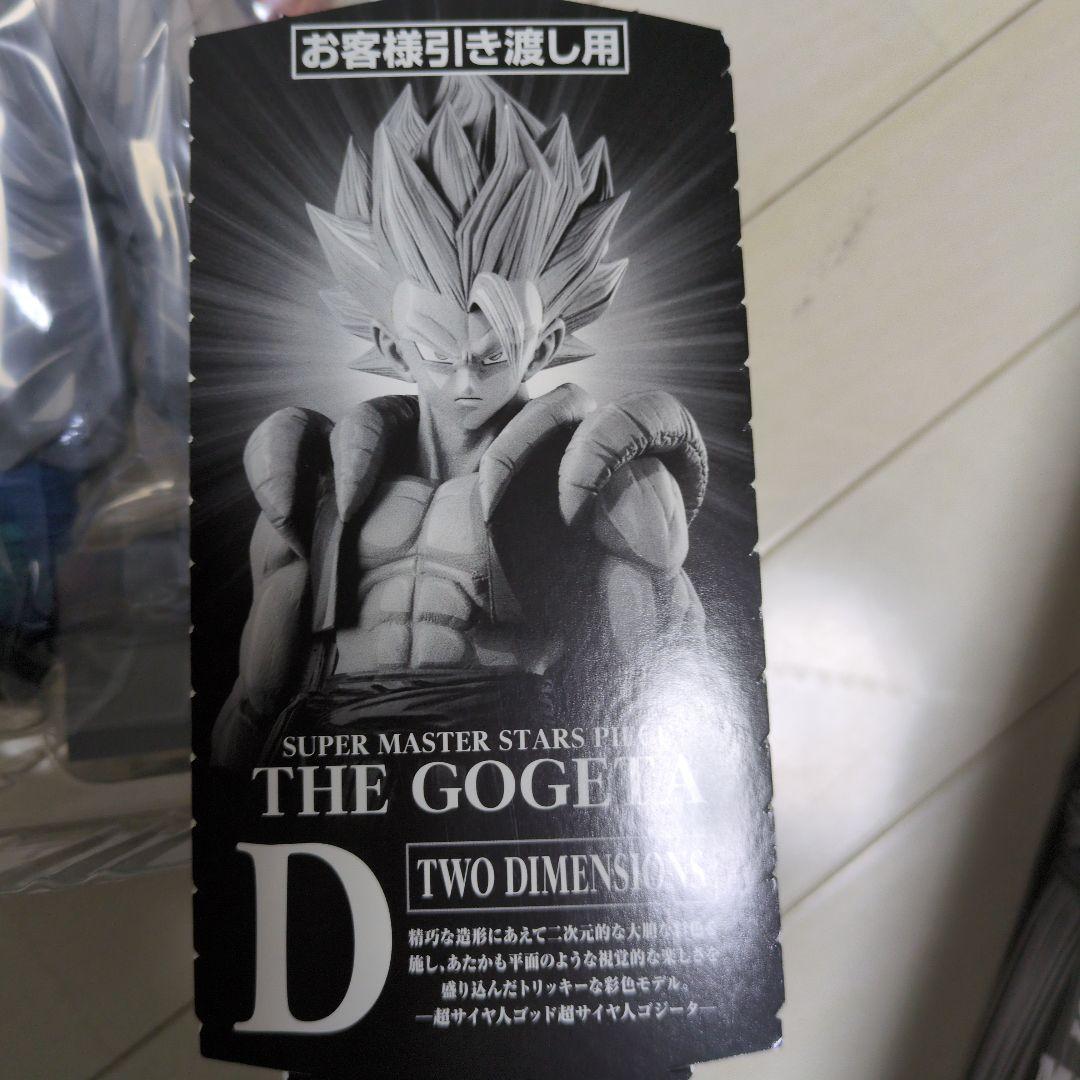 お客様引き渡し用
SUPER MASTER STARS PIECE
THE GOGETA
D
TWO DIMENSIONS
精巧な造形にあえて二次元的な大胆な彩色を
施し、あたかも平面のような視覚的な楽しさを
盛り込んだトリッキーな彩色モデル。
―超サイヤ人ゴッド超サイヤ人ゴジータ―